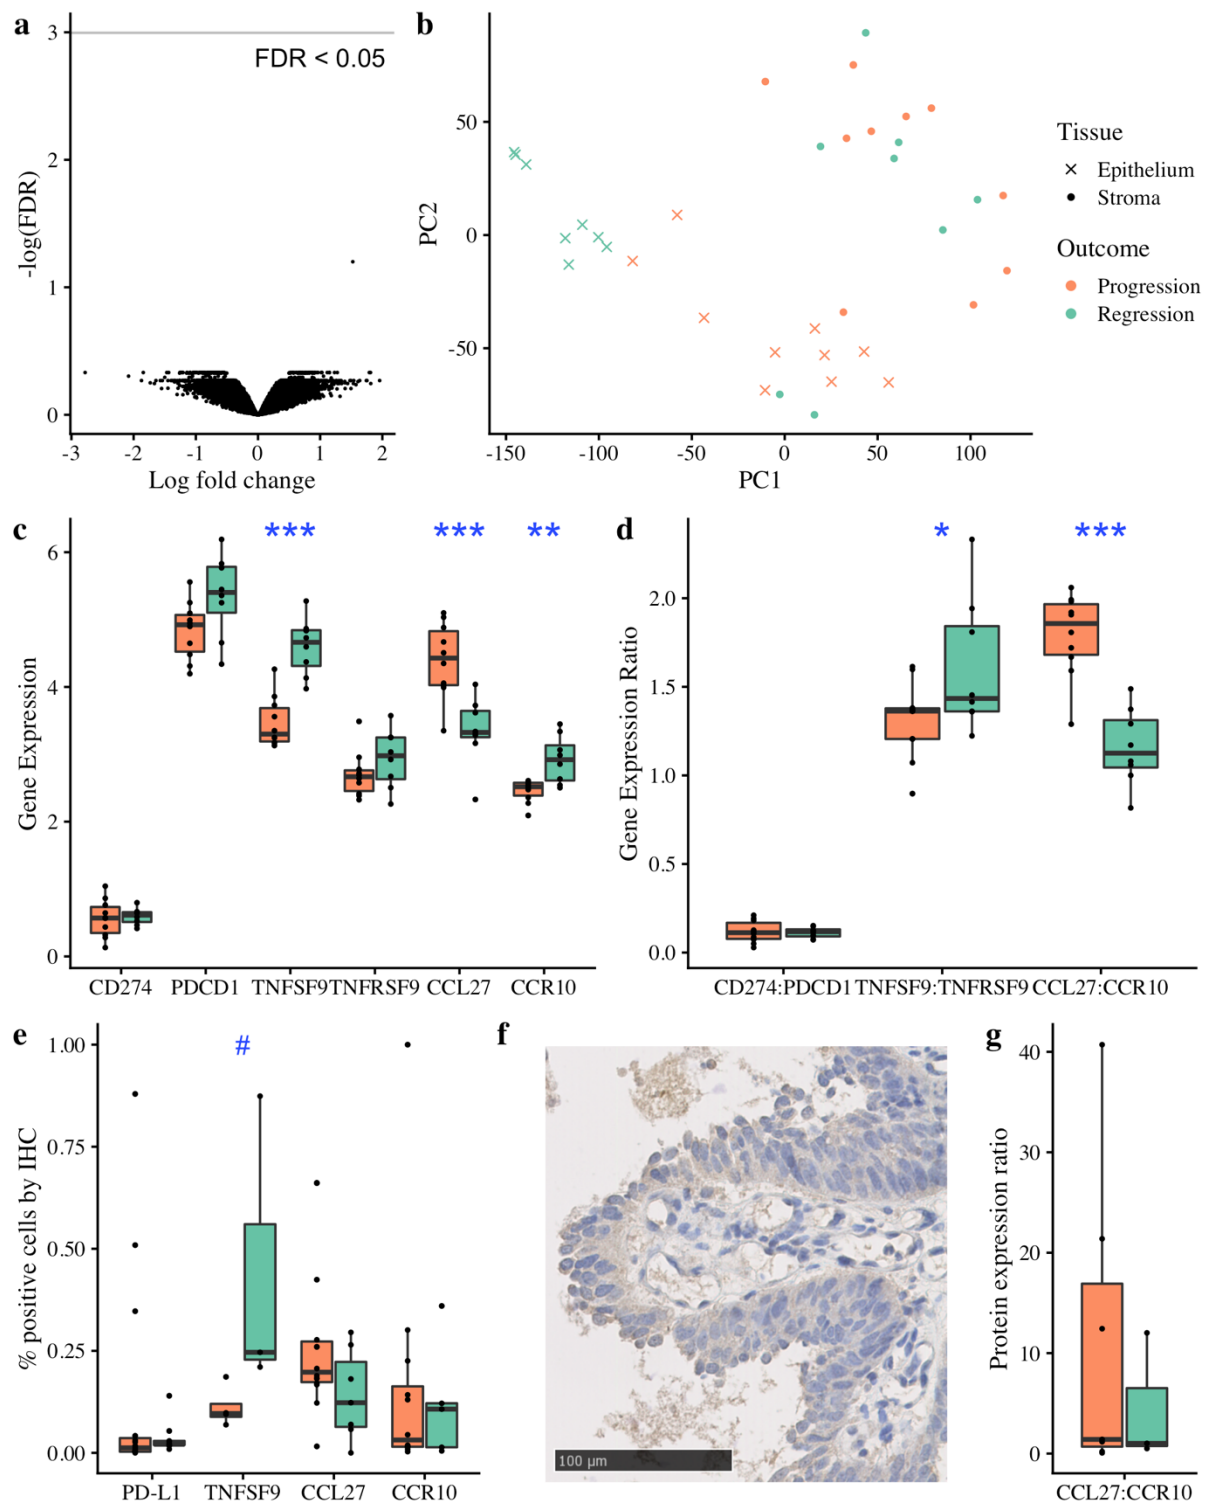 a
3
2
1
0
-log(FDR)
FDR < 0.05
-3 -2 -1 0 1 2
Log fold change
b
50
0
-50
PC2
-150 -100 -50 0 50 100
PC1
Tissue
Epithelium
Stroma
Outcome
Progression
Regression
c
*** *** **
6
4
2
0
Gene Expression
CD274 PDCD1 TNFSF9 TNFRSF9 CCL27 CCR10
d
* ***
2.0
1.5
1.0
0.5
0.0
Gene Expression Ratio
CD274:PDCD1 TNFSF9:TNFRSF9 CCL27:CCR10
e
#
1.00
0.75
0.50
0.25
0.00
% positive cells by IHC
PD-L1 TNFSF9 CCL27 CCR10
f
100 μm
g
40
30
20
10
0
Protein expression ratio
CCL27:CCR10